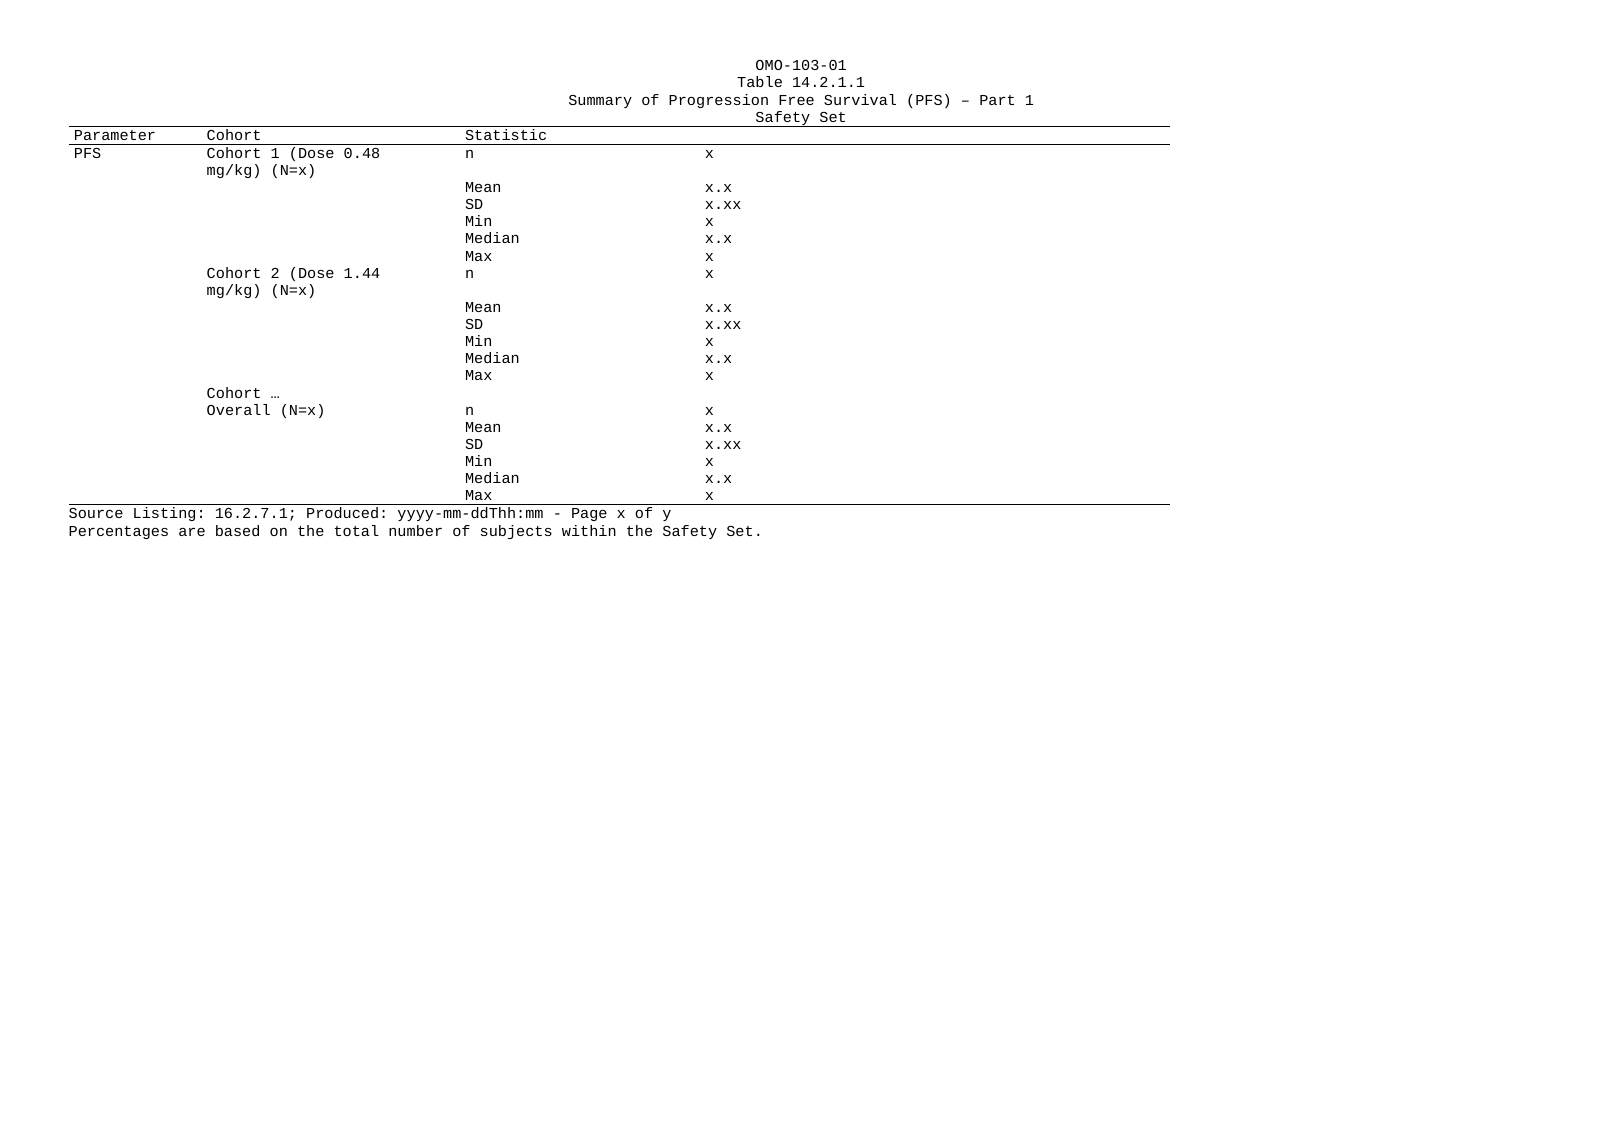 OMO-103-01
Table 14.2.1.1
Summary of Progression Free Survival (PFS) – Part 1
Safety Set
Parameter Cohort Statistic
PFS Cohort 1 (Dose 0.48 n x
mg/kg) (N=x)
Mean x.x
SD x.xx
Min x
Median x.x
Max x
Cohort 2 (Dose 1.44 n x
mg/kg) (N=x)
Mean x.x
SD x.xx
Min x
Median x.x
Max x
Cohort …
Overall (N=x) n x
Mean x.x
SD x.xx
Min x
Median x.x
Max x
Source Listing: 16.2.7.1; Produced: yyyy-mm-ddThh:mm - Page x of y
Percentages are based on the total number of subjects within the Safety Set.